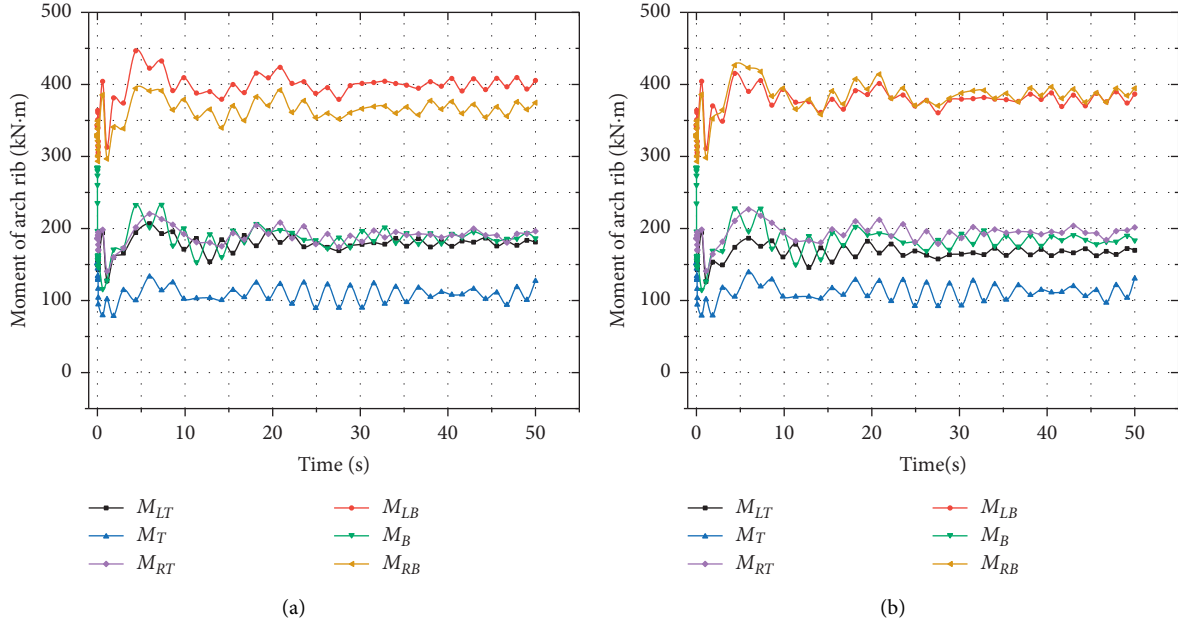 500
400
300
200
100
0
Moment of arch rib (kN·m)
0 10 20 30 40 50
Time (s)
M_LT M_LB
M_T M_B
M_RT M_RB
(a)
500
400
300
200
100
0
Moment of arch rib (kN·m)
0 10 20 30 40 50
Time(s)
M_LT M_LB
M_T M_B
M_RT M_RB
(b)